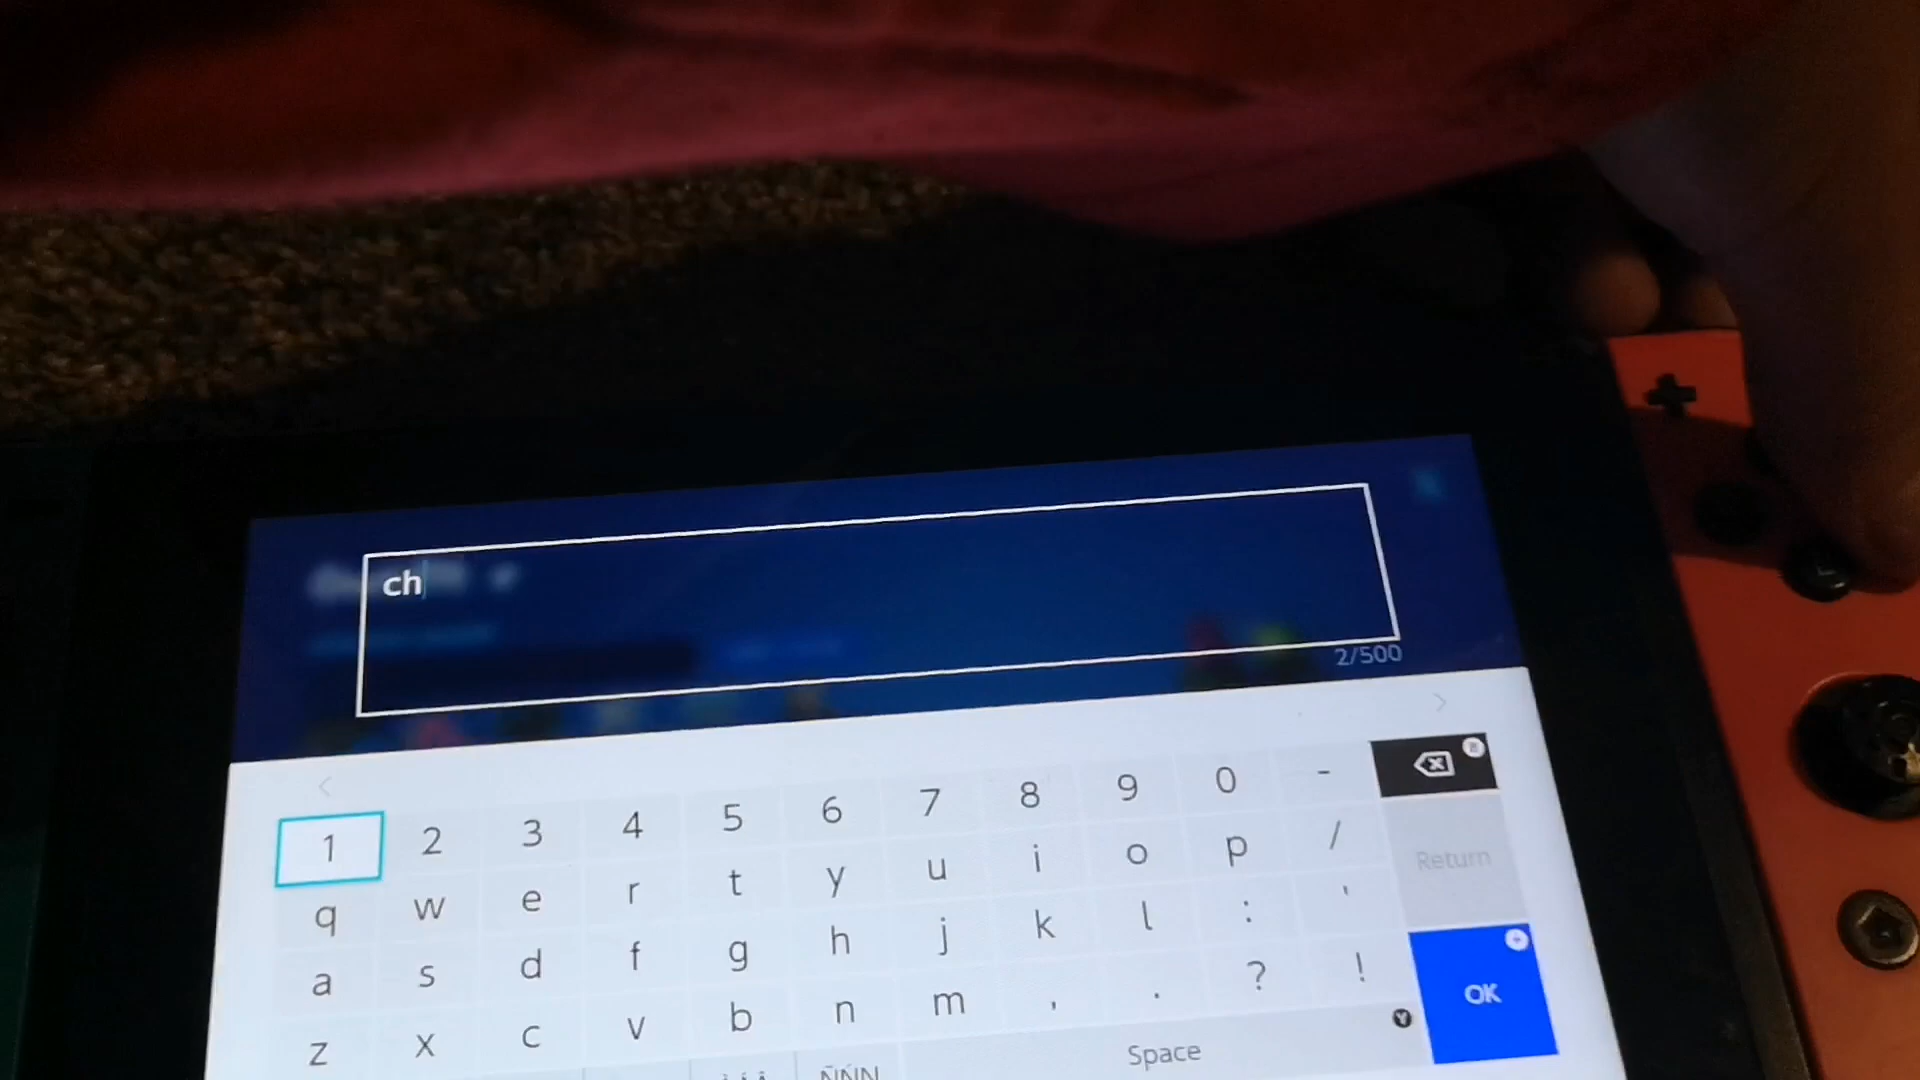 ch
2/500
1 2 3 4 5 6 7 8 9 0 -
q w e r t y u i o p / Return
a s d f g h j k l : '
z x c v b n m , . ? ! OK
Space